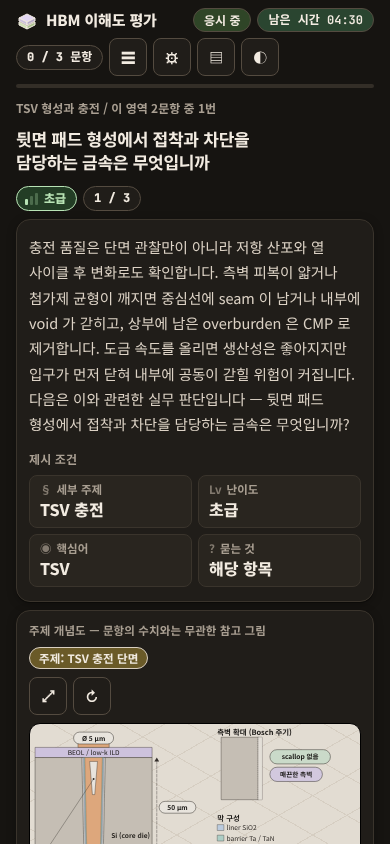 HBM 이해도 평가
응시 중
남은 시간 04:30
0 / 3 문항
TSV 형성과 충전 / 이 영역 2문항 중 1번
뒷면 패드 형성에서 접착과 차단을
담당하는 금속은 무엇입니까
초급
1 / 3
충전 품질은 단면 관찰만이 아니라 저항 산포와 열
사이클 후 변화로도 확인합니다. 측벽 피복이 얇거나
첨가제 균형이 깨지면 중심선에 seam 이 남거나 내부에
void 가 갇히고, 상부에 남은 overburden 은 CMP 로
제거합니다. 도금 속도를 올리면 생산성은 좋아지지만
입구가 먼저 닫혀 내부에 공동이 갇힐 위험이 커집니다.
다음은 이와 관련한 실무 판단입니다 — 뒷면 패드
형성에서 접착과 차단을 담당하는 금속은 무엇입니까?
제시 조건
§ 세부 주제
TSV 충전
Lv 난이도
초급
◉ 핵심어
TSV
? 묻는 것
해당 항목
주제 개념도 — 문항의 수치와는 무관한 참고 그림
주제: TSV 충전 단면
Ø 5 μm
BEOL / low-k ILD
50 μm
Si (core die)
측벽 확대 (Bosch 주기)
scallop 없음
매끈한 측벽
막 구성
liner SiO2
barrier Ta / TaN